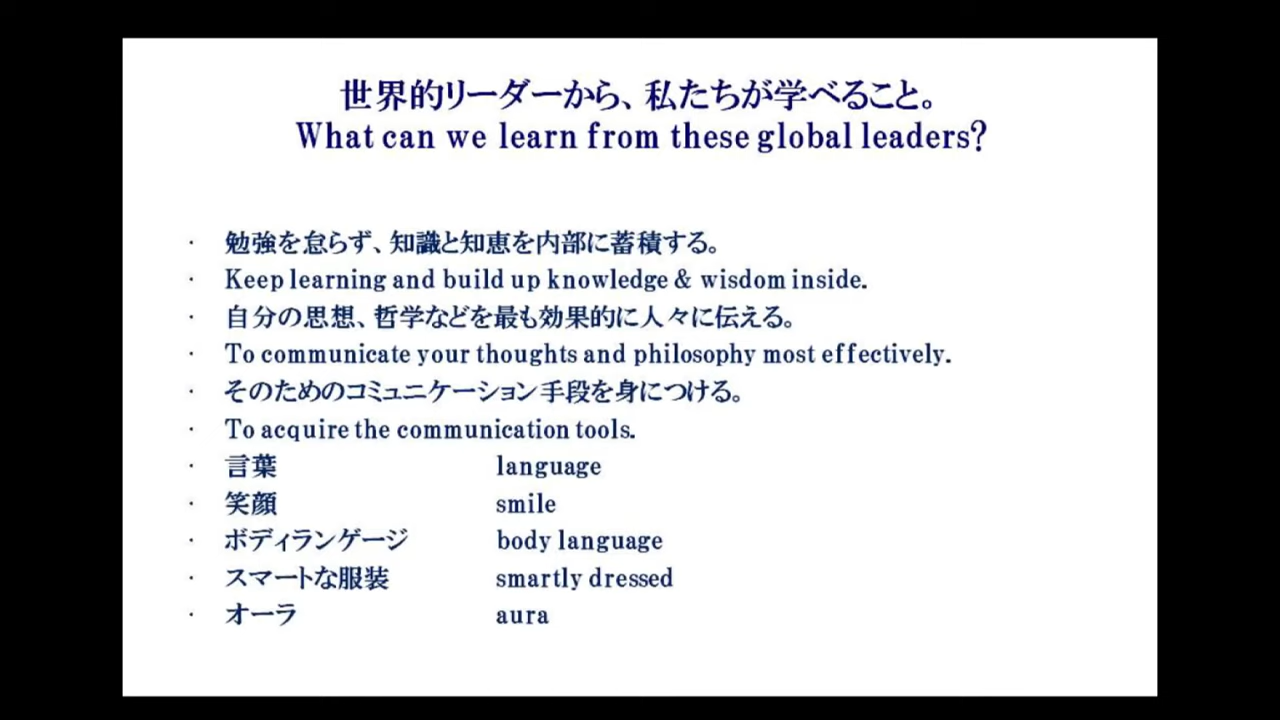 世界的リーダーから、私たちが学べること。
What can we learn from these global leaders?
・ 勉強を怠らず、知識と知恵を内部に蓄積する。
・ Keep learning and build up knowledge & wisdom inside.
・ 自分の思想、哲学などを最も効果的に人々に伝える。
・ To communicate your thoughts and philosophy most effectively.
・ そのためのコミュニケーション手段を身につける。
・ To acquire the communication tools.
・ 言葉 language
・ 笑顔 smile
・ ボディランゲージ body language
・ スマートな服装 smartly dressed
・ オーラ aura